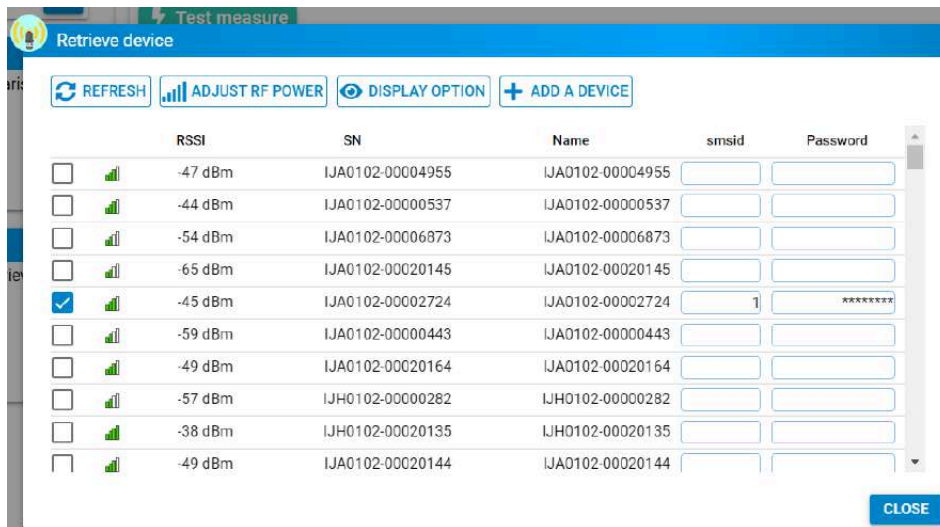 Test measure
Retrieve device
REFRESH ADJUST RF POWER DISPLAY OPTION ADD A DEVICE
RSSI SN Name smsid Password
-47 dBm IJA0102-00004955 IJA0102-00004955
-44 dBm IJA0102-00000537 IJA0102-00000537
-54 dBm IJA0102-00006873 IJA0102-00006873
-65 dBm IJA0102-00020145 IJA0102-00020145
-45 dBm IJA0102-00002724 IJA0102-00002724 1 ********
-59 dBm IJA0102-00000443 IJA0102-00000443
-49 dBm IJA0102-00020164 IJA0102-00020164
-57 dBm IJH0102-00000282 IJH0102-00000282
-38 dBm IJH0102-00020135 IJH0102-00020135
-49 dBm IJA0102-00020144 IJA0102-00020144
CLOSE